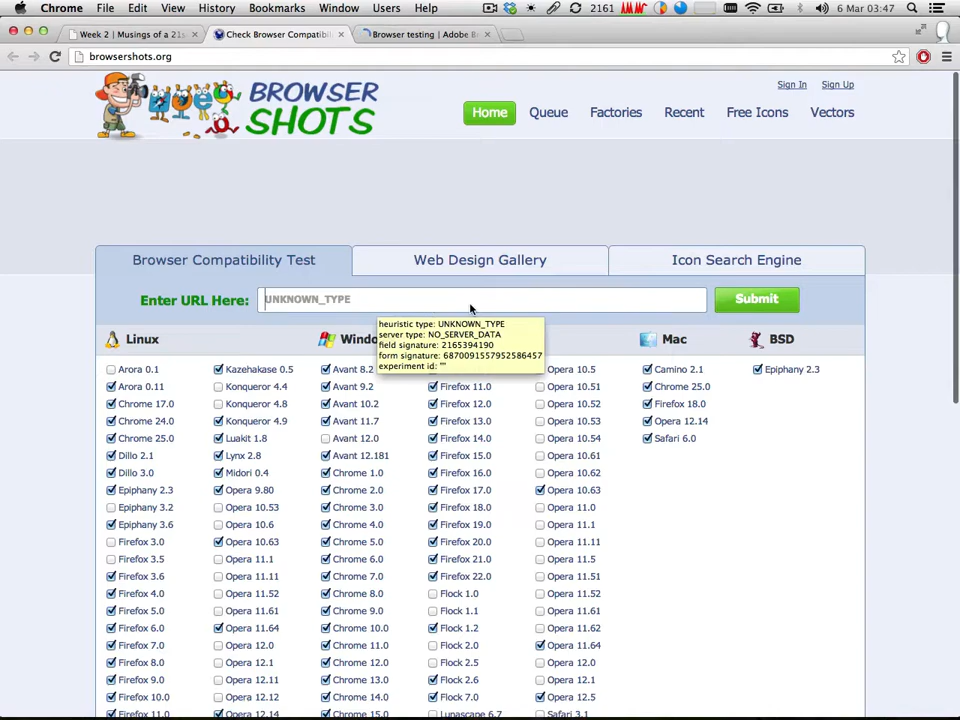 Chrome File Edit View History Bookmarks Window Users Help 2161 6 Mar 03:47
Week 2 | Musings of a 21s
Check Browser Compatibili
Browser testing | Adobe B
browsershots.org
BROWSER
SHOTS
Sign In Sign Up
Home Queue Factories Recent Free Icons Vectors
Browser Compatibility Test Web Design Gallery Icon Search Engine
Enter URL Here: UNKNOWN_TYPE Submit
heuristic type: UNKNOWN_TYPE
server type: NO_SERVER_DATA
field signature: 2165394190
form signature: 6870091557952586457
experiment id: ""
Linux Windo Mac BSD
Arora 0.1 Kazehakase 0.5 Avant 8.2 Opera 10.5 Camino 2.1 Epiphany 2.3
Arora 0.11 Konqueror 4.4 Avant 9.2 Firefox 11.0 Opera 10.51 Chrome 25.0
Chrome 17.0 Konqueror 4.8 Avant 10.2 Firefox 12.0 Opera 10.52 Firefox 18.0
Chrome 24.0 Konqueror 4.9 Avant 11.7 Firefox 13.0 Opera 10.53 Opera 12.14
Chrome 25.0 Luakit 1.8 Avant 12.0 Firefox 14.0 Opera 10.54 Safari 6.0
Dillo 2.1 Lynx 2.8 Avant 12.181 Firefox 15.0 Opera 10.61
Dillo 3.0 Midori 0.4 Chrome 1.0 Firefox 16.0 Opera 10.62
Epiphany 2.3 Opera 9.80 Chrome 2.0 Firefox 17.0 Opera 10.63
Epiphany 3.2 Opera 10.53 Chrome 3.0 Firefox 18.0 Opera 11.0
Epiphany 3.6 Opera 10.6 Chrome 4.0 Firefox 19.0 Opera 11.1
Firefox 3.0 Opera 10.63 Chrome 5.0 Firefox 20.0 Opera 11.11
Firefox 3.5 Opera 11.1 Chrome 6.0 Firefox 21.0 Opera 11.5
Firefox 3.6 Opera 11.11 Chrome 7.0 Firefox 22.0 Opera 11.51
Firefox 4.0 Opera 11.52 Chrome 8.0 Flock 1.0 Opera 11.52
Firefox 5.0 Opera 11.61 Chrome 9.0 Flock 1.1 Opera 11.61
Firefox 6.0 Opera 11.64 Chrome 10.0 Flock 1.2 Opera 11.62
Firefox 7.0 Opera 12.0 Chrome 11.0 Flock 2.0 Opera 11.64
Firefox 8.0 Opera 12.1 Chrome 12.0 Flock 2.5 Opera 12.0
Firefox 9.0 Opera 12.11 Chrome 13.0 Flock 2.6 Opera 12.1
Firefox 10.0 Opera 12.12 Chrome 14.0 Flock 7.0 Opera 12.5
Firefox 11.0 Opera 12.14 Chrome 15.0 Lunascape 6.7 Safari 3.1